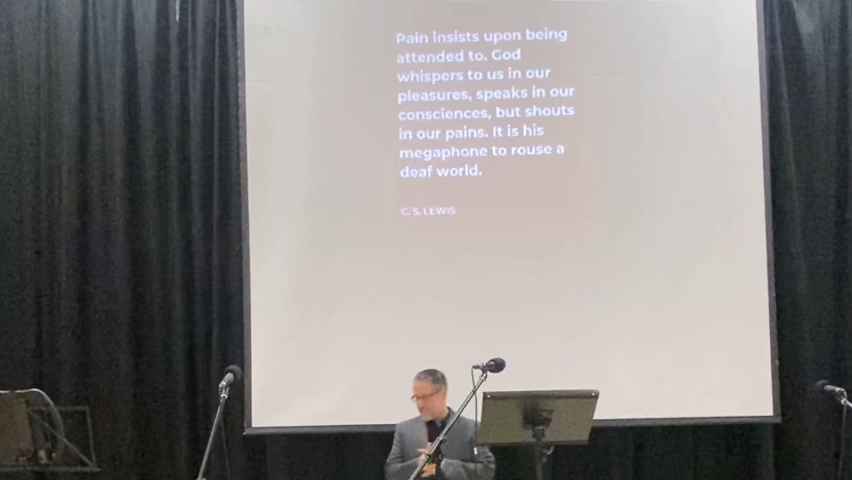 Pain insists upon being
attended to. God
whispers to us in our
pleasures, speaks in our
consciences, but shouts
in our pains. It is his
megaphone to rouse a
deaf world.
C. S. LEWIS